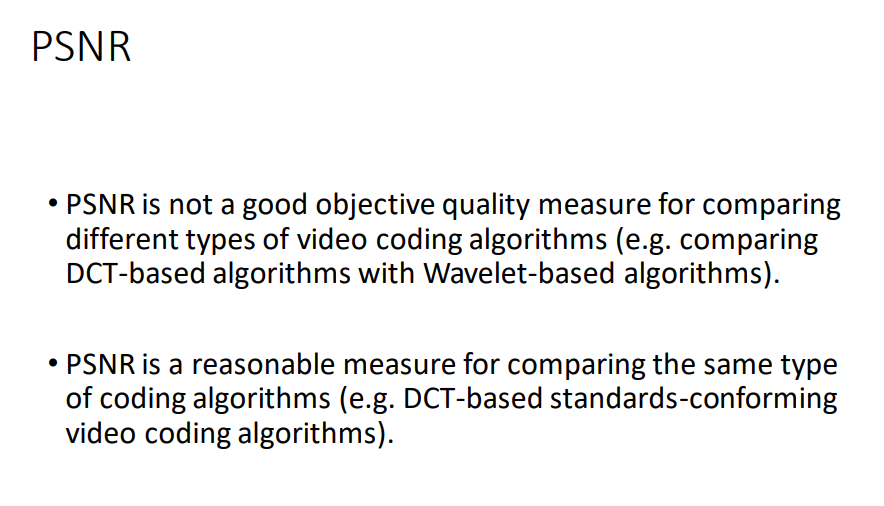 PSNR
• PSNR is not a good objective quality measure for comparing
different types of video coding algorithms (e.g. comparing
DCT-based algorithms with Wavelet-based algorithms).
• PSNR is a reasonable measure for comparing the same type
of coding algorithms (e.g. DCT-based standards-conforming
video coding algorithms).